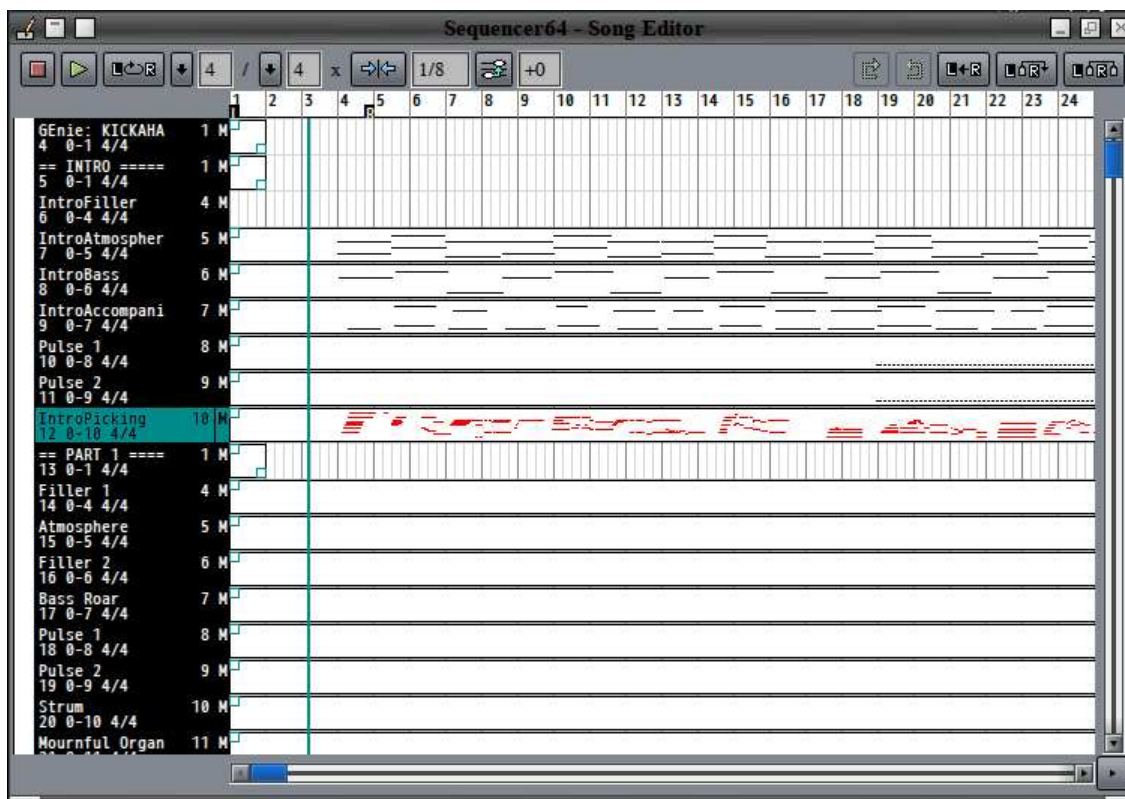 Sequencer64 - Song Editor
L R 4 / 4 x 1/8 +0 L+R L R+ L R
1 2 3 4 5 6 7 8 9 10 11 12 13 14 15 16 17 18 19 20 21 22 23 24
L R
GEnie: KICKAHA 1 M
4 0-1 4/4
== INTRO ===== 1 M
5 0-1 4/4
IntroFiller 4 M
6 0-4 4/4
IntroAtmospher 5 M
7 0-5 4/4
IntroBass 6 M
8 0-6 4/4
IntroAccompani 7 M
9 0-7 4/4
Pulse 1 8 M
10 0-8 4/4
Pulse 2 9 M
11 0-9 4/4
IntroPicking 10 M
12 0-10 4/4
== PART 1 ==== 1 M
13 0-1 4/4
Filler 1 4 M
14 0-4 4/4
Atmosphere 5 M
15 0-5 4/4
Filler 2 6 M
16 0-6 4/4
Bass Roar 7 M
17 0-7 4/4
Pulse 1 8 M
18 0-8 4/4
Pulse 2 9 M
19 0-9 4/4
Strum 10 M
20 0-10 4/4
Mournful Organ 11 M